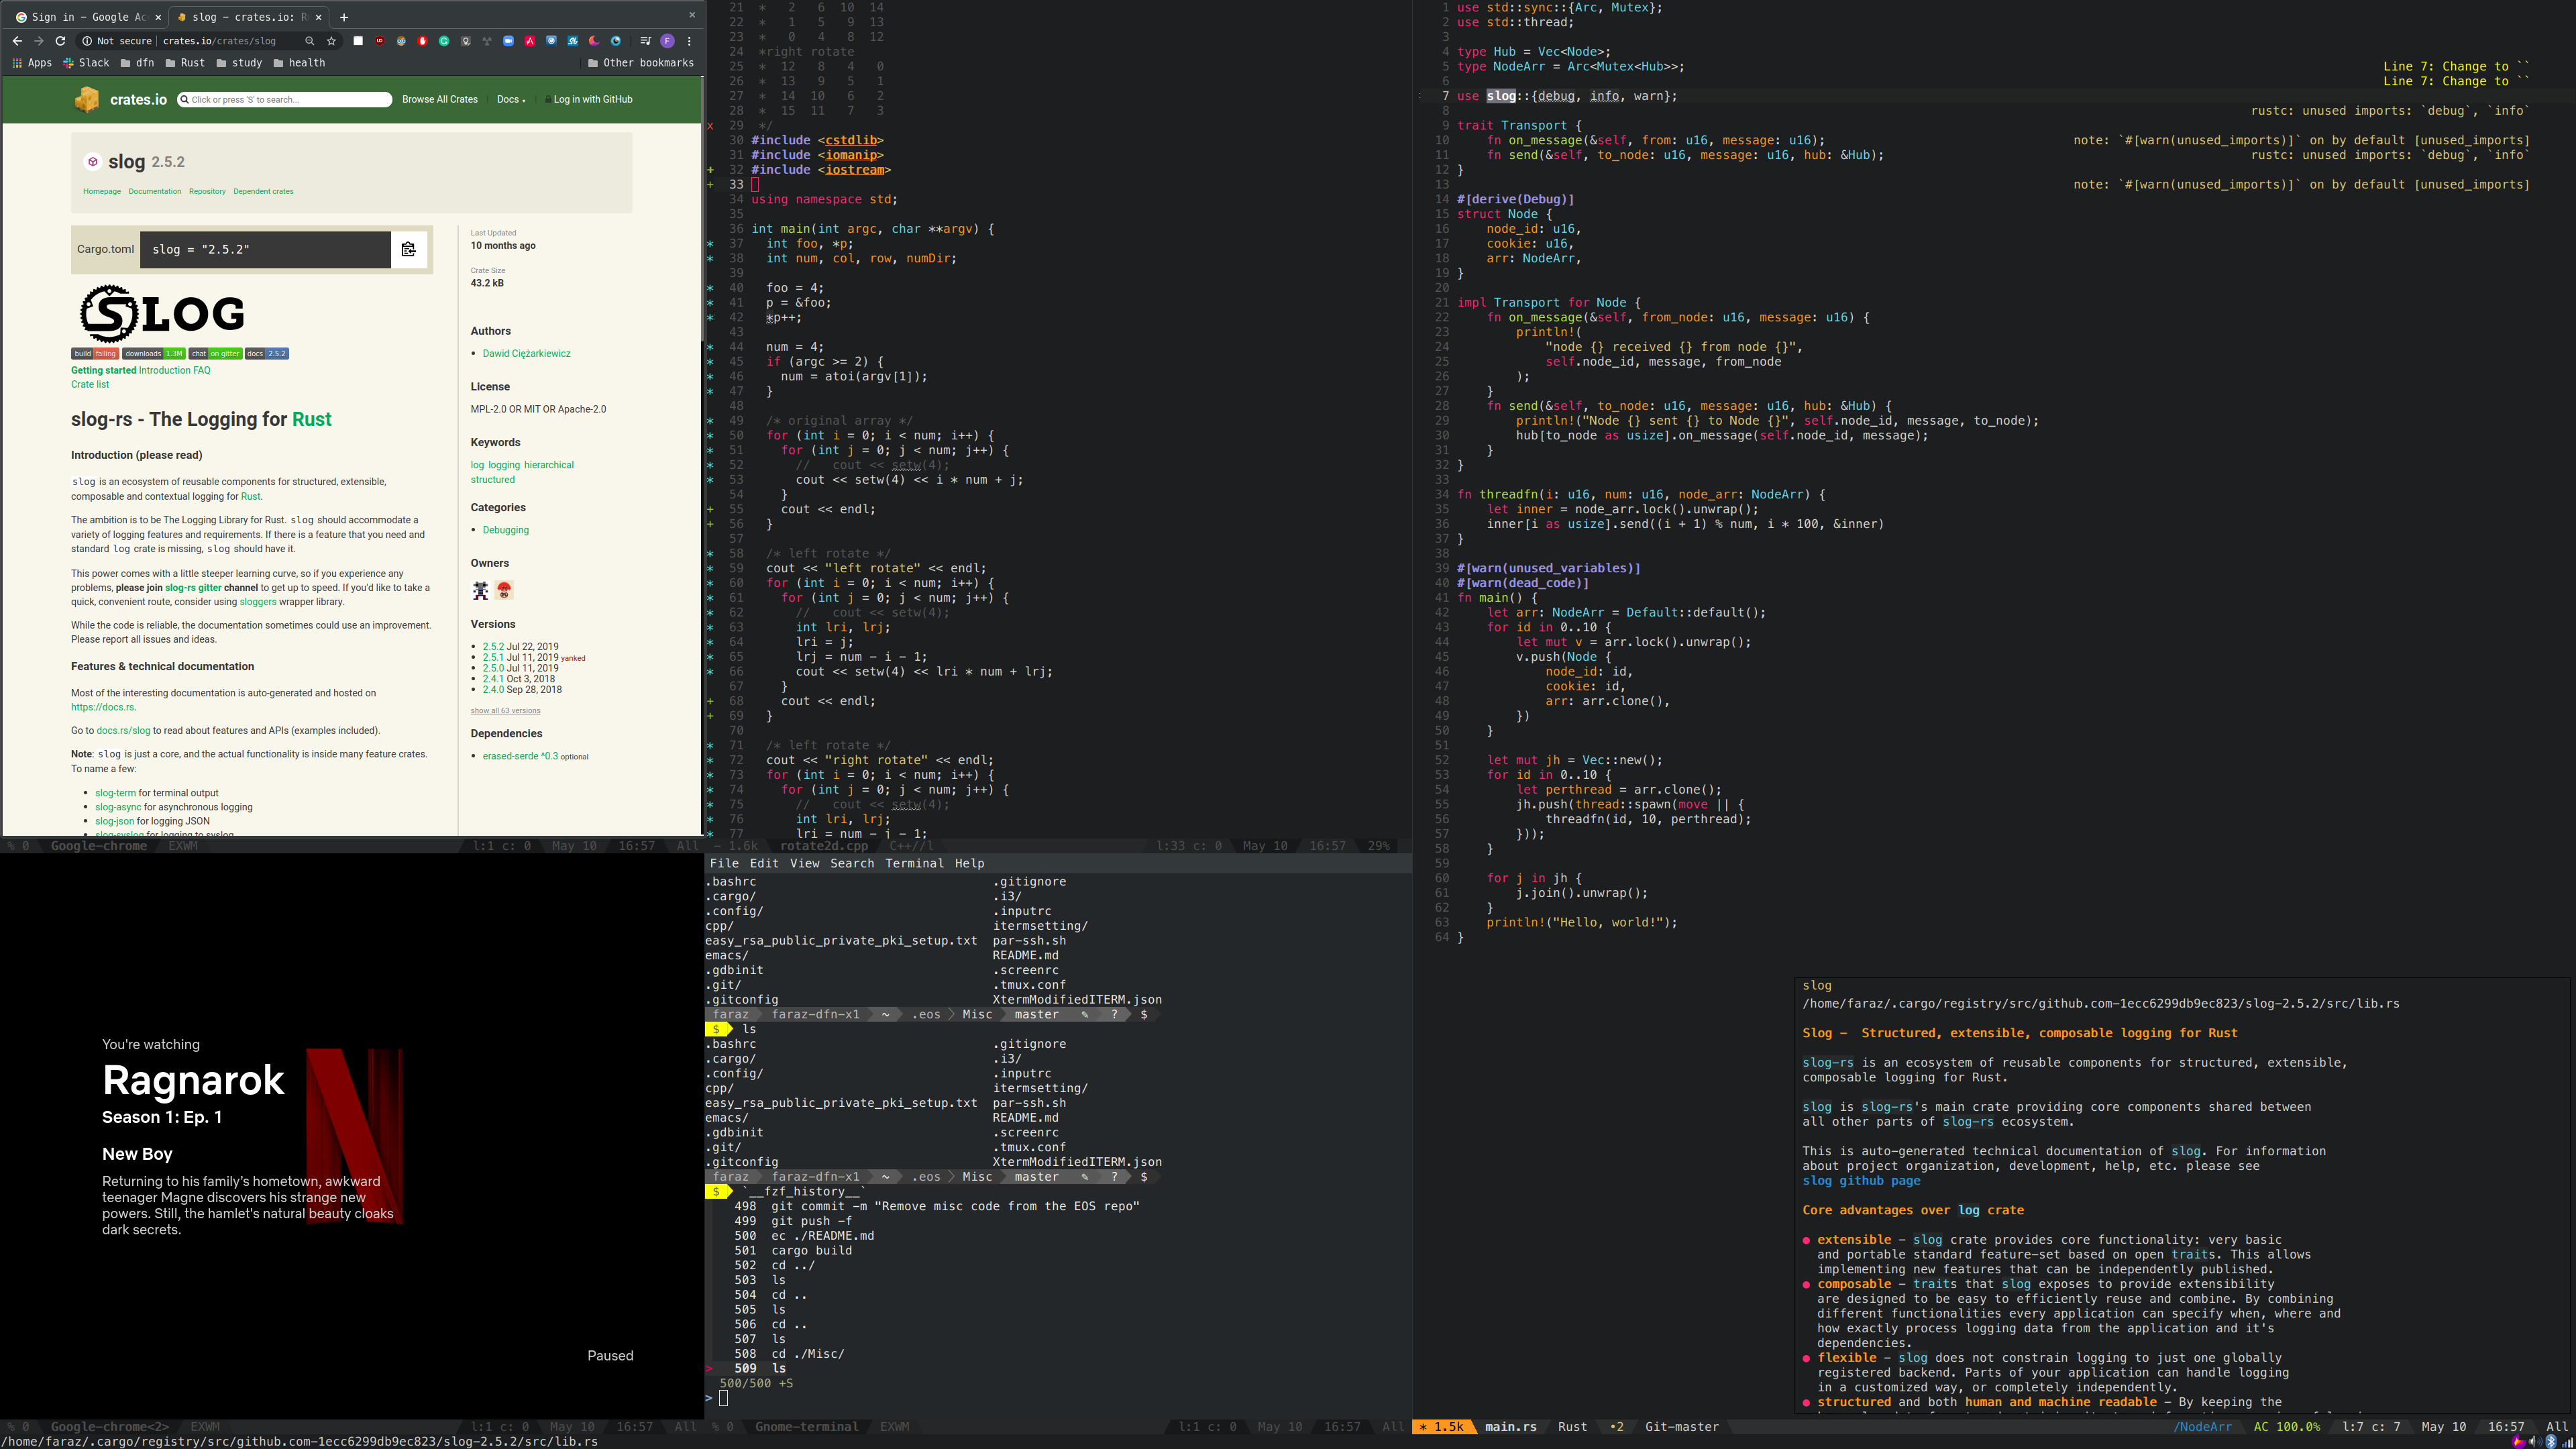 Sign in – Google Ac
slog – crates.io: R
Not secure | crates.io/crates/slog
Apps
Slack
dfn
Rust
study
health
Other bookmarks
crates.io
Click or press 'S' to search...
Browse All Crates
Docs
Log in with GitHub
slog 2.5.2
Homepage Documentation Repository Dependent crates
Cargo.toml
slog = "2.5.2"
SLOG
build failing downloads 1.3M chat on gitter docs 2.5.2
Getting started Introduction FAQ
Crate list
slog-rs - The Logging for Rust
Introduction (please read)
slog is an ecosystem of reusable components for structured, extensible,
composable and contextual logging for Rust.
The ambition is to be The Logging Library for Rust. slog should accommodate a
variety of logging features and requirements. If there is a feature that you need and
standard log crate is missing, slog should have it.
This power comes with a little steeper learning curve, so if you experience any
problems, please join slog-rs gitter channel to get up to speed. If you'd like to take a
quick, convenient route, consider using sloggers wrapper library.
While the code is reliable, the documentation sometimes could use an improvement.
Please report all issues and ideas.
Features & technical documentation
Most of the interesting documentation is auto-generated and hosted on
https://docs.rs.
Go to docs.rs/slog to read about features and APIs (examples included).
Note: slog is just a core, and the actual functionality is inside many feature crates.
To name a few:
slog-term for terminal output
slog-async for asynchronous logging
slog-json for logging JSON
slog-syslog for logging to syslog
Last Updated
10 months ago
Crate Size
43.2 kB
Authors
Dawid Ciężarkiewicz
License
MPL-2.0 OR MIT OR Apache-2.0
Keywords
log logging hierarchical
structured
Categories
Debugging
Owners
Versions
2.5.2 Jul 22, 2019
2.5.1 Jul 11, 2019 yanked
2.5.0 Jul 11, 2019
2.4.1 Oct 3, 2018
2.4.0 Sep 28, 2018
show all 63 versions
Dependencies
erased-serde ^0.3 optional
% 0 Google-chrome EXWM l:1 c: 0 May 10 16:57 All
You're watching
Ragnarok
Season 1: Ep. 1
New Boy
Returning to his family's hometown, awkward
teenager Magne discovers his strange new
powers. Still, the hamlet's natural beauty cloaks
dark secrets.
Paused
% 0 Google-chrome<2> EXWM l:1 c: 0 May 10 16:57 All
21 * 2 6 10 14
22 * 1 5 9 13
23 * 0 4 8 12
24 *right rotate
25 * 12 8 4 0
26 * 13 9 5 1
27 * 14 10 6 2
28 * 15 11 7 3
x 29 */
30 #include <cstdlib>
31 #include <iomanip>
+ 32 #include <iostream>
+ 33
34 using namespace std;
35
36 int main(int argc, char **argv) {
* 37 int foo, *p;
* 38 int num, col, row, numDir;
39
* 40 foo = 4;
* 41 p = &foo;
* 42 *p++;
43
* 44 num = 4;
* 45 if (argc >= 2) {
* 46 num = atoi(argv[1]);
* 47 }
48
* 49 /* original array */
* 50 for (int i = 0; i < num; i++) {
* 51 for (int j = 0; j < num; j++) {
* 52 // cout << setw(4);
* 53 cout << setw(4) << i * num + j;
* 54 }
+ 55 cout << endl;
+ 56 }
57
* 58 /* left rotate */
* 59 cout << "left rotate" << endl;
* 60 for (int i = 0; i < num; i++) {
* 61 for (int j = 0; j < num; j++) {
* 62 // cout << setw(4);
* 63 int lri, lrj;
* 64 lri = j;
* 65 lrj = num - i - 1;
* 66 cout << setw(4) << lri * num + lrj;
67 }
+ 68 cout << endl;
+ 69 }
70
* 71 /* left rotate */
* 72 cout << "right rotate" << endl;
* 73 for (int i = 0; i < num; i++) {
* 74 for (int j = 0; j < num; j++) {
* 75 // cout << setw(4);
* 76 int lri, lrj;
* 77 lri = num - j - 1;
~ 1.6k rotate2d.cpp C++//l l:33 c: 0 May 10 16:57 29%
File Edit View Search Terminal Help
.bashrc .gitignore
.cargo/ .i3/
.config/ .inputrc
cpp/ itermsetting/
easy_rsa_public_private_pki_setup.txt par-ssh.sh
emacs/ README.md
.gdbinit .screenrc
.git/ .tmux.conf
.gitconfig XtermModifiedITERM.json
faraz faraz-dfn-x1 ~ .eos Misc master ✎ ? $
$ ls
.bashrc .gitignore
.cargo/ .i3/
.config/ .inputrc
cpp/ itermsetting/
easy_rsa_public_private_pki_setup.txt par-ssh.sh
emacs/ README.md
.gdbinit .screenrc
.git/ .tmux.conf
.gitconfig XtermModifiedITERM.json
faraz faraz-dfn-x1 ~ .eos Misc master ✎ ? $
$ `__fzf_history__`
498 git commit -m "Remove misc code from the EOS repo"
499 git push -f
500 ec ./README.md
501 cargo build
502 cd ../
503 ls
504 cd ..
505 ls
506 cd ..
507 ls
508 cd ./Misc/
> 509 ls
500/500 +S
>
% 0 Gnome-terminal EXWM l:1 c: 0 May 10 16:57 All
1 use std::sync::{Arc, Mutex};
2 use std::thread;
3
4 type Hub = Vec<Node>;
5 type NodeArr = Arc<Mutex<Hub>>; Line 7: Change to ``
6 Line 7: Change to ``
7 use slog::{debug, info, warn};
8 rustc: unused imports: `debug`, `info`
9 trait Transport {
10 fn on_message(&self, from: u16, message: u16); note: `#[warn(unused_imports)]` on by default [unused_imports]
11 fn send(&self, to_node: u16, message: u16, hub: &Hub); rustc: unused imports: `debug`, `info`
12 }
13 note: `#[warn(unused_imports)]` on by default [unused_imports]
14 #[derive(Debug)]
15 struct Node {
16 node_id: u16,
17 cookie: u16,
18 arr: NodeArr,
19 }
20
21 impl Transport for Node {
22 fn on_message(&self, from_node: u16, message: u16) {
23 println!(
24 "node {} received {} from node {}",
25 self.node_id, message, from_node
26 );
27 }
28 fn send(&self, to_node: u16, message: u16, hub: &Hub) {
29 println!("Node {} sent {} to Node {}", self.node_id, message, to_node);
30 hub[to_node as usize].on_message(self.node_id, message);
31 }
32 }
33
34 fn threadfn(i: u16, num: u16, node_arr: NodeArr) {
35 let inner = node_arr.lock().unwrap();
36 inner[i as usize].send((i + 1) % num, i * 100, &inner)
37 }
38
39 #[warn(unused_variables)]
40 #[warn(dead_code)]
41 fn main() {
42 let arr: NodeArr = Default::default();
43 for id in 0..10 {
44 let mut v = arr.lock().unwrap();
45 v.push(Node {
46 node_id: id,
47 cookie: id,
48 arr: arr.clone(),
49 })
50 }
51
52 let mut jh = Vec::new();
53 for id in 0..10 {
54 let perthread = arr.clone();
55 jh.push(thread::spawn(move || {
56 threadfn(id, 10, perthread);
57 }));
58 }
59
60 for j in jh {
61 j.join().unwrap();
62 }
63 println!("Hello, world!");
64 }
slog
/home/faraz/.cargo/registry/src/github.com-1ecc6299db9ec823/slog-2.5.2/src/lib.rs
Slog - Structured, extensible, composable logging for Rust
slog-rs is an ecosystem of reusable components for structured, extensible,
composable logging for Rust.
slog is slog-rs's main crate providing core components shared between
all other parts of slog-rs ecosystem.
This is auto-generated technical documentation of slog. For information
about project organization, development, help, etc. please see
slog github page
Core advantages over log crate
● extensible - slog crate provides core functionality: very basic
and portable standard feature-set based on open traits. This allows
implementing new features that can be independently published.
● composable - traits that slog exposes to provide extensibility
are designed to be easy to efficiently reuse and combine. By combining
different functionalities every application can specify when, where and
how exactly process logging data from the application and it's
dependencies.
● flexible - slog does not constrain logging to just one globally
registered backend. Parts of your application can handle logging
in a customized way, or completely independently.
● structured and both human and machine readable - By keeping the
* 1.5k main.rs Rust •2 Git-master /NodeArr AC 100.0% l:7 c: 7 May 10 16:57 All
/home/faraz/.cargo/registry/src/github.com-1ecc6299db9ec823/slog-2.5.2/src/lib.rs